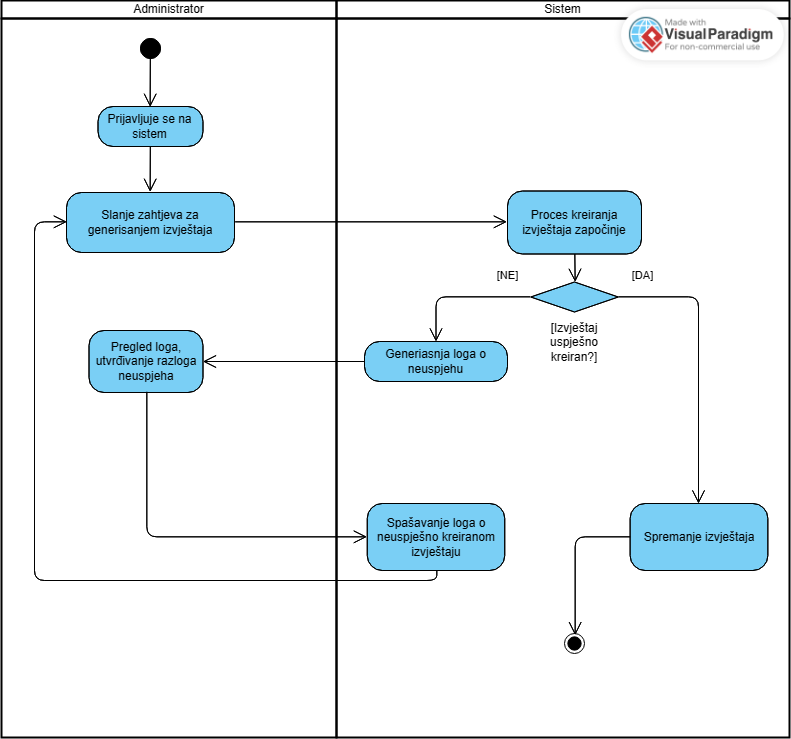 Administrator
Sistem
Made with
VisualParadigm
For non-commercial use
Prijavljuje se na
sistem
Slanje zahtjeva za
generisanjem izvještaja
Proces kreiranja
izvještaja započinje
[NE]
[DA]
[Izvještaj
uspješno
kreiran?]
Pregled loga,
utvrđivanje razloga
neuspjeha
Generiasnja loga o
neuspjehu
Spašavanje loga o
neuspješno kreiranom
izvještaju
Spremanje izvještaja